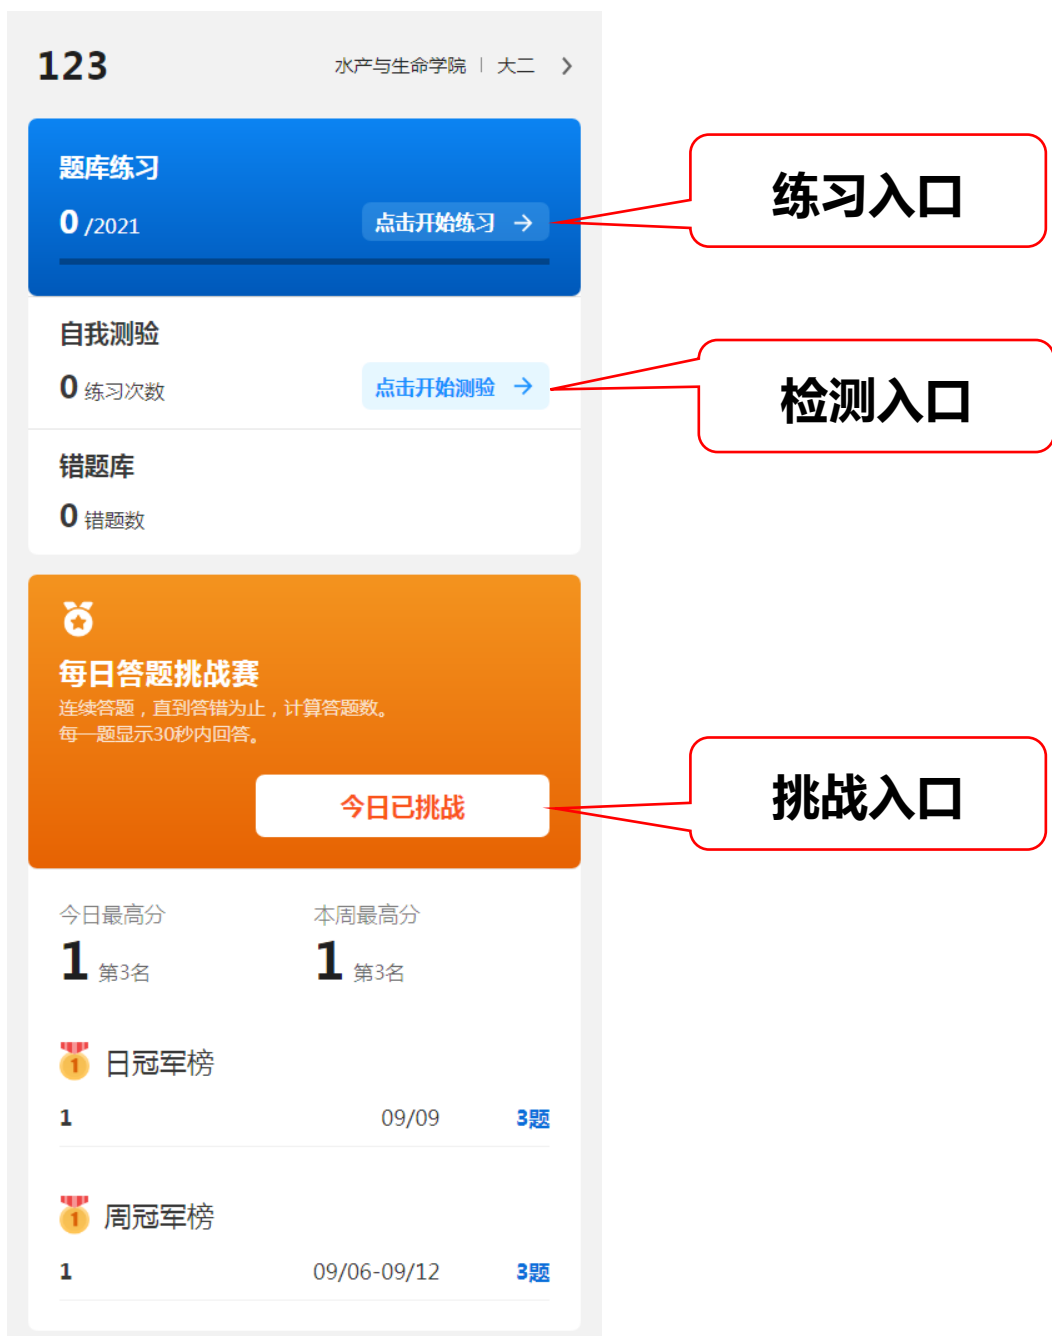 123
水产与生命学院 | 大二
题库练习
0 /2021
点击开始练习 →
练习入口
自我测验
0 练习次数
点击开始测验 →
检测入口
错题库
0 错题数
每日答题挑战赛
连续答题，直到答错为止，计算答题数。
每一题显示30秒内回答。
今日已挑战
挑战入口
今日最高分
本周最高分
1 第3名
1 第3名
1 日冠军榜
1 09/09 3题
1 周冠军榜
1 09/06-09/12 3题